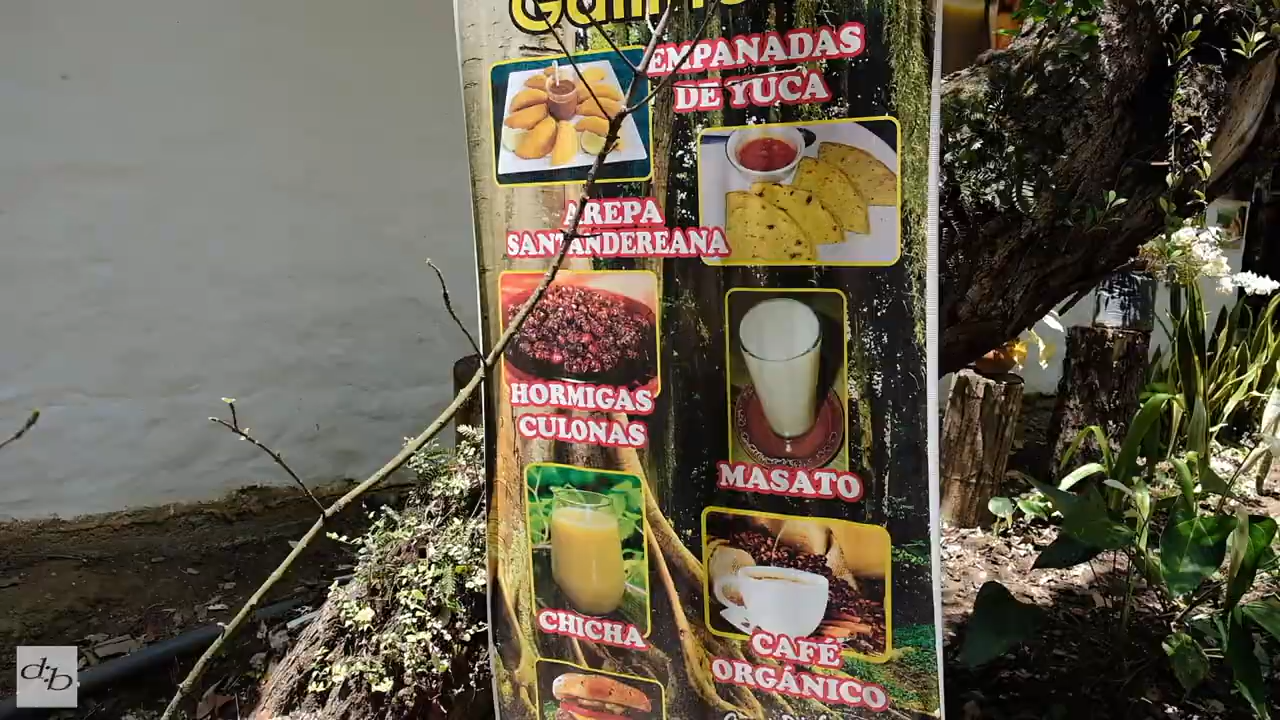 EMPANADAS
DE YUCA
AREPA
SANTANDEREANA
HORMIGAS
CULONAS
MASATO
CHICHA
CAFÉ
ORGÁNICO
d:b